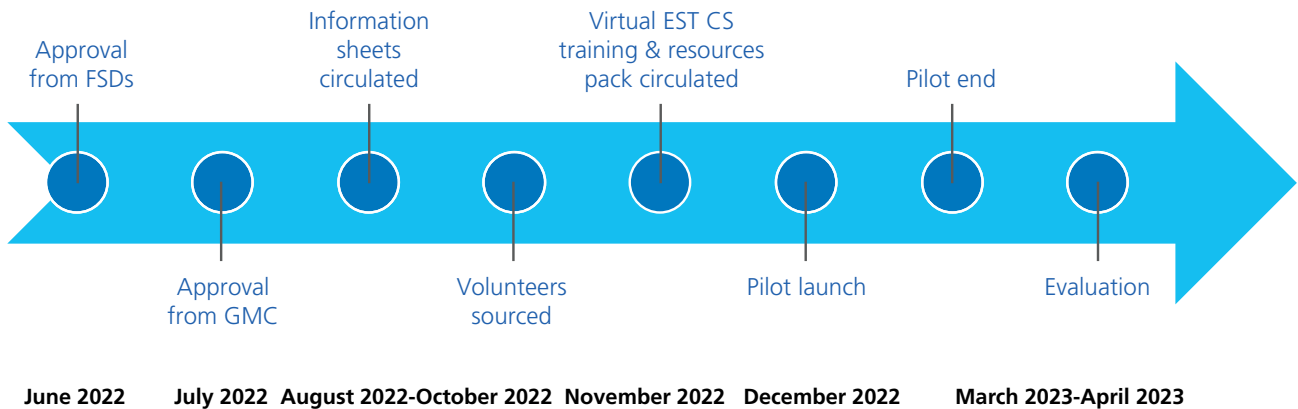 Approval
from FSDs
Information
sheets
circulated
Virtual EST CS
training & resources
pack circulated
Pilot end
Approval
from GMC
Volunteers
sourced
Pilot launch
Evaluation
June 2022 July 2022 August 2022-October 2022 November 2022 December 2022 March 2023-April 2023